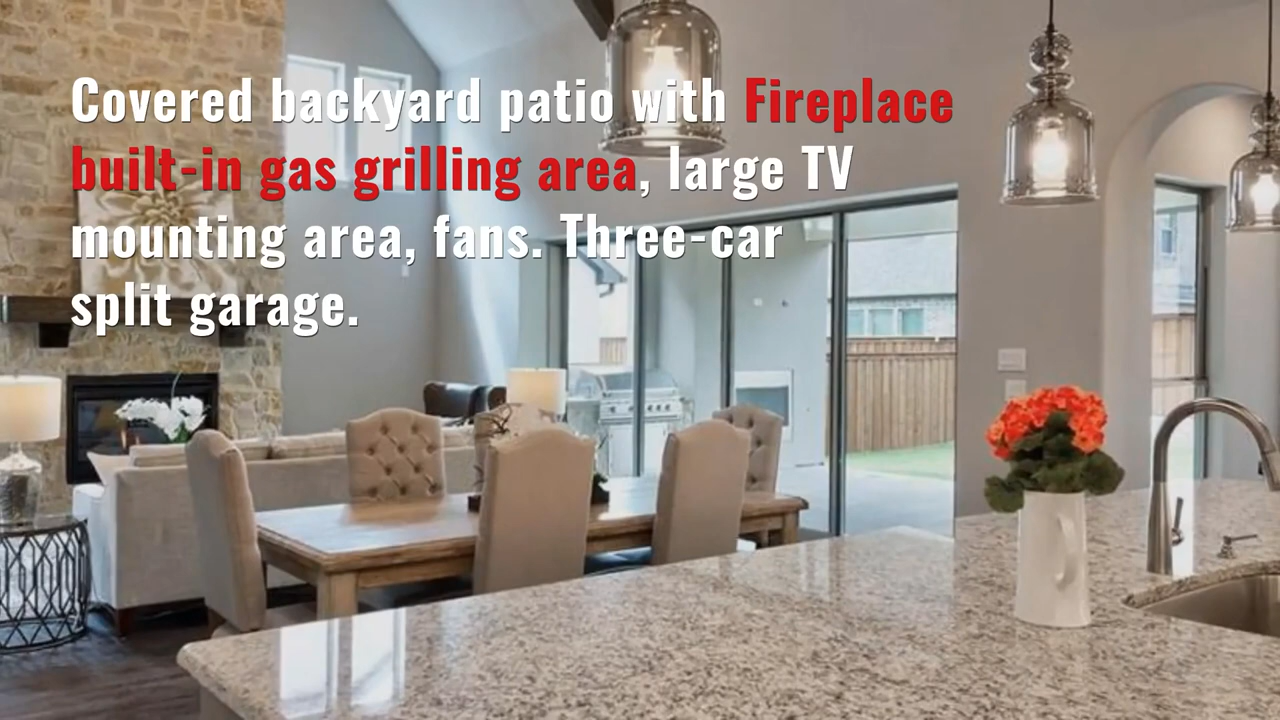 Covered backyard patio with Fireplace
built-in gas grilling area, large TV
mounting area, fans. Three-car
split garage.